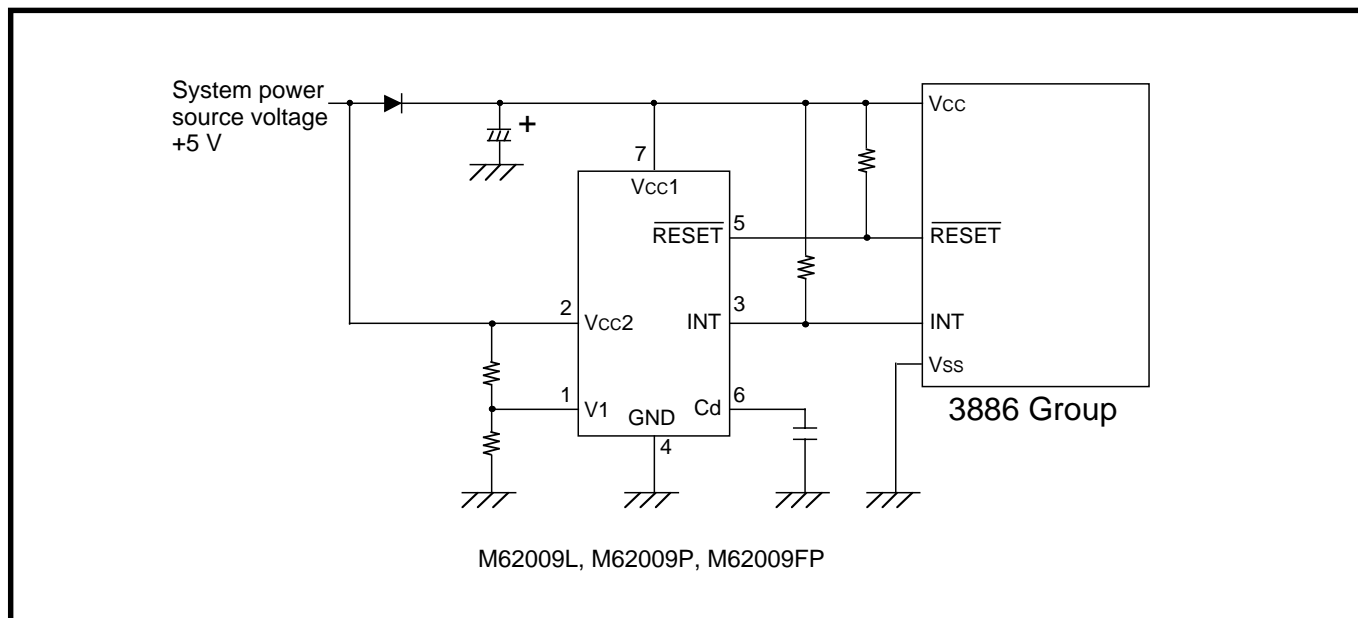 System power
source voltage
+5 V
+
7
VCC1
RESET
5
2
VCC2
INT
3
1
V1
GND
Cd
6
4
VCC
RESET
INT
VSS
3886 Group
M62009L, M62009P, M62009FP